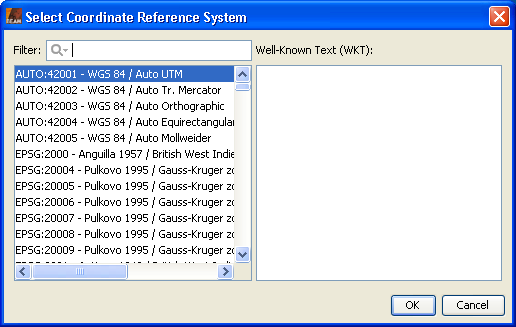 Select Coordinate Reference System
Filter:
Well-Known Text (WKT):
AUTO:42001 - WGS 84 / Auto UTM
AUTO:42002 - WGS 84 / Auto Tr. Mercator
AUTO:42003 - WGS 84 / Auto Orthographic
AUTO:42004 - WGS 84 / Auto Equirectangular
AUTO:42005 - WGS 84 / Auto Mollweider
EPSG:2000 - Anguilla 1957 / British West Indie
EPSG:20004 - Pulkovo 1995 / Gauss-Kruger zo
EPSG:20005 - Pulkovo 1995 / Gauss-Kruger zo
EPSG:20006 - Pulkovo 1995 / Gauss-Kruger zo
EPSG:20007 - Pulkovo 1995 / Gauss-Kruger zo
EPSG:20008 - Pulkovo 1995 / Gauss-Kruger zo
EPSG:20009 - Pulkovo 1995 / Gauss-Kruger zo
OK
Cancel